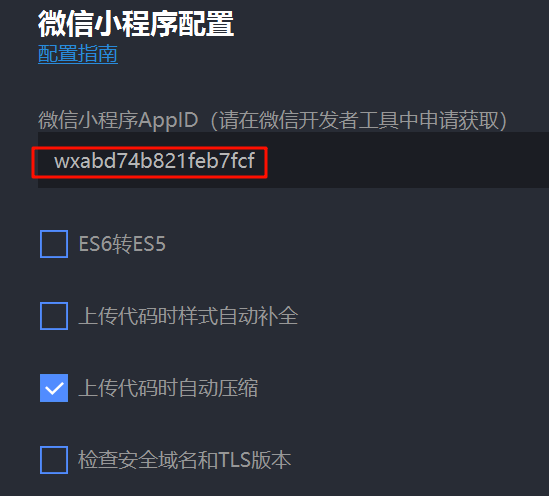 微信小程序配置
配置指南
微信小程序AppID（请在微信开发者工具中申请获取）
wxabd74b821feb7fcf
ES6转ES5
上传代码时样式自动补全
上传代码时自动压缩
检查安全域名和TLS版本